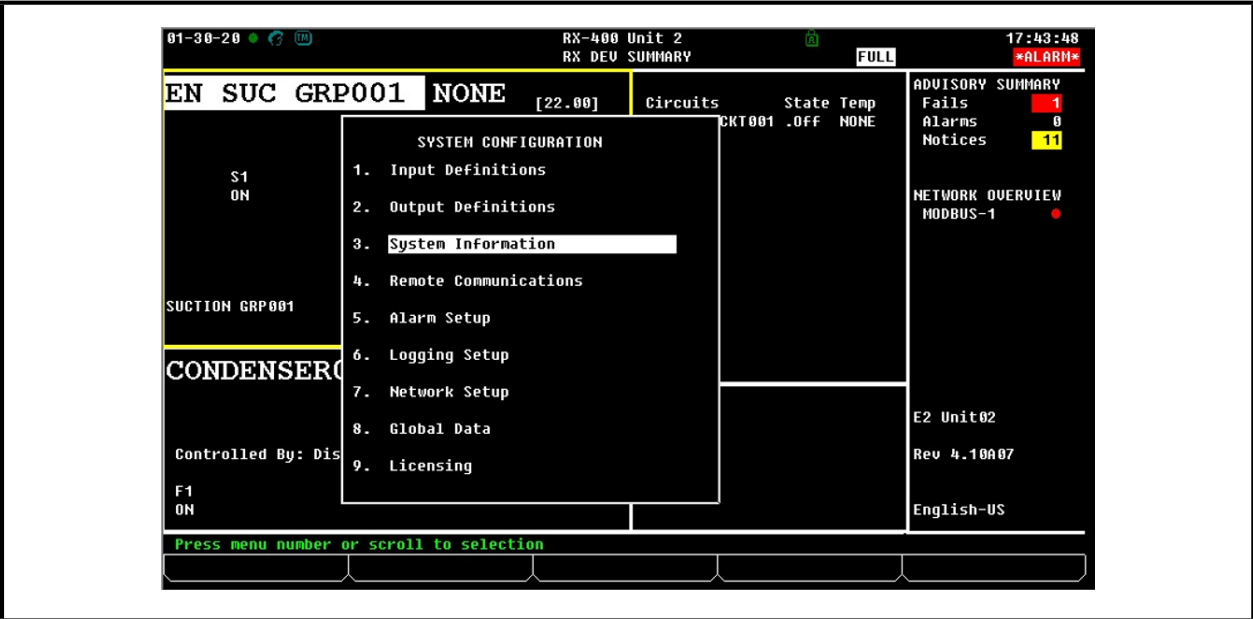 01-30-20 TM RX-400 Unit 2 A 17:43:48
RX DEV SUMMARY FULL *ALARM*
EN SUC GRP001 NONE [22.00]
Circuits State Temp
CKT001 .Off NONE
S1
ON
SUCTION GRP001
CONDENSER
Controlled By: Dis
F1
ON
SYSTEM CONFIGURATION
1. Input Definitions
2. Output Definitions
3. System Information
4. Remote Communications
5. Alarm Setup
6. Logging Setup
7. Network Setup
8. Global Data
9. Licensing
ADVISORY SUMMARY
Fails 1
Alarms 0
Notices 11
NETWORK OVERVIEW
MODBUS-1
E2 Unit02
Rev 4.10A07
English-US
Press menu number or scroll to selection